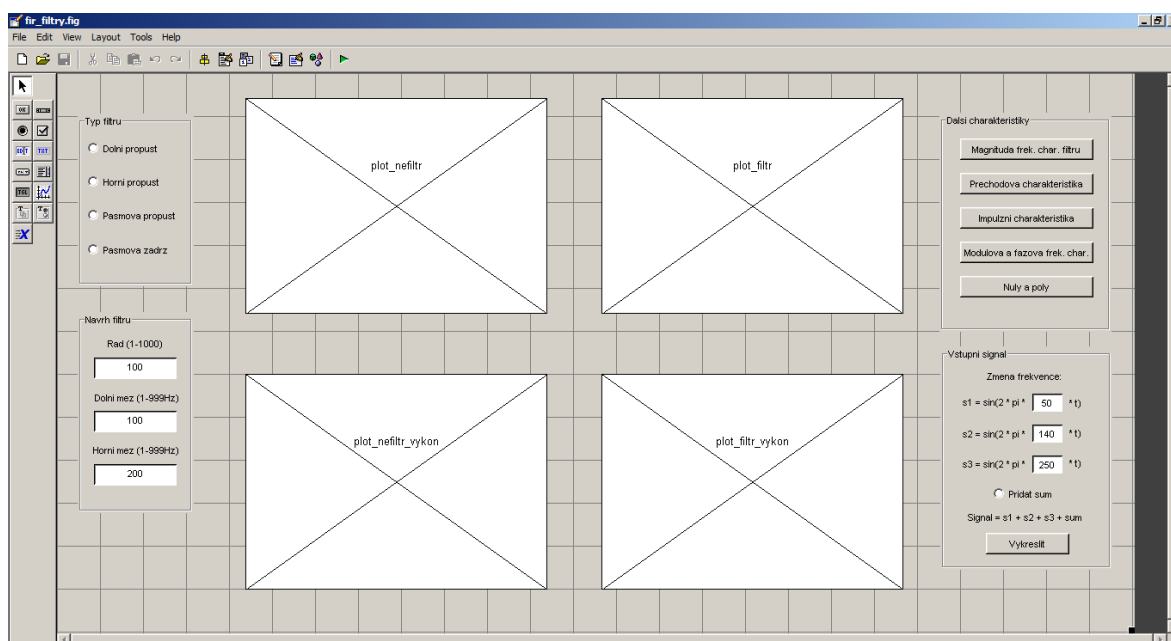 fir_filtry.fig
File Edit View Layout Tools Help
Typ filtru
Dolni propust
Horni propust
Pasmova propust
Pasmova zadrz
Navrh filtru
Rad (1-1000)
100
Dolni mez (1-999Hz)
100
Horni mez (1-999Hz)
200
plot_nefiltr
plot_filtr
plot_nefiltr_vykon
plot_filtr_vykon
Dalsi charakteristiky
Magnituda frek. char. filtru
Prechodova charakteristika
Impulzni charakteristika
Modulova a fazova frek. char.
Nuly a poly
Vstupni signal
Zmena frekvence:
s1 = sin(2 * pi * 50 * t)
s2 = sin(2 * pi * 140 * t)
s3 = sin(2 * pi * 250 * t)
Pridat sum
Signal = s1 + s2 + s3 + sum
Vykreslit